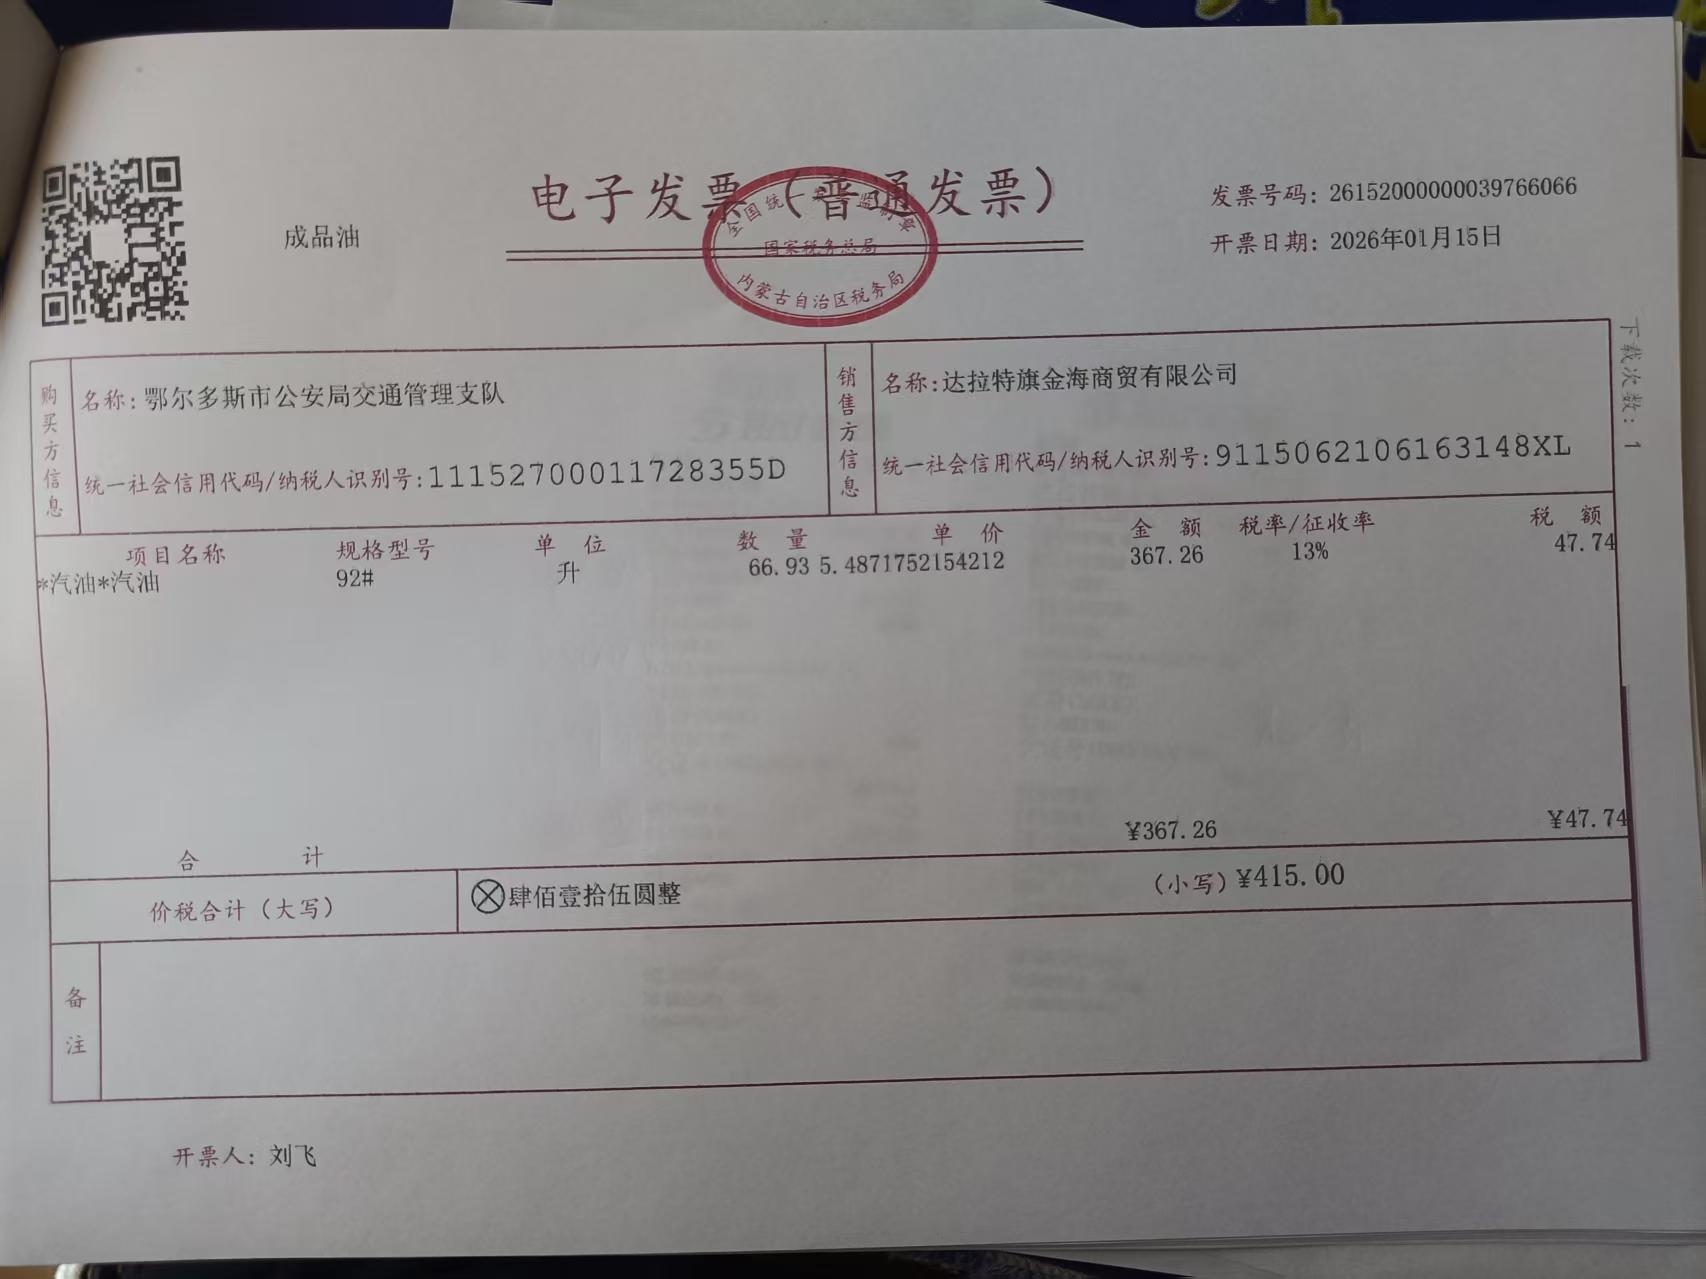 电子发票（普通发票）
发票号码：26152000000039766066
成品油
开票日期：2026年01月15日
国家税务总局
内蒙古自治区税务局
下载次数：1
购买方信息
名称：鄂尔多斯市公安局交通管理支队
统一社会信用代码/纳税人识别号：11152700011728355D
销售方信息
名称：达拉特旗金海商贸有限公司
统一社会信用代码/纳税人识别号：9115062106163148XL
项目名称 规格型号 单位 数量 单价 金额 税率/征收率 税额
*汽油*汽油 92# 升 66.93 5.4871752154212 367.26 13% 47.74
合计 ¥367.26 ¥47.74
价税合计（大写） 肆佰壹拾伍圆整 （小写）¥415.00
备注
开票人：刘飞